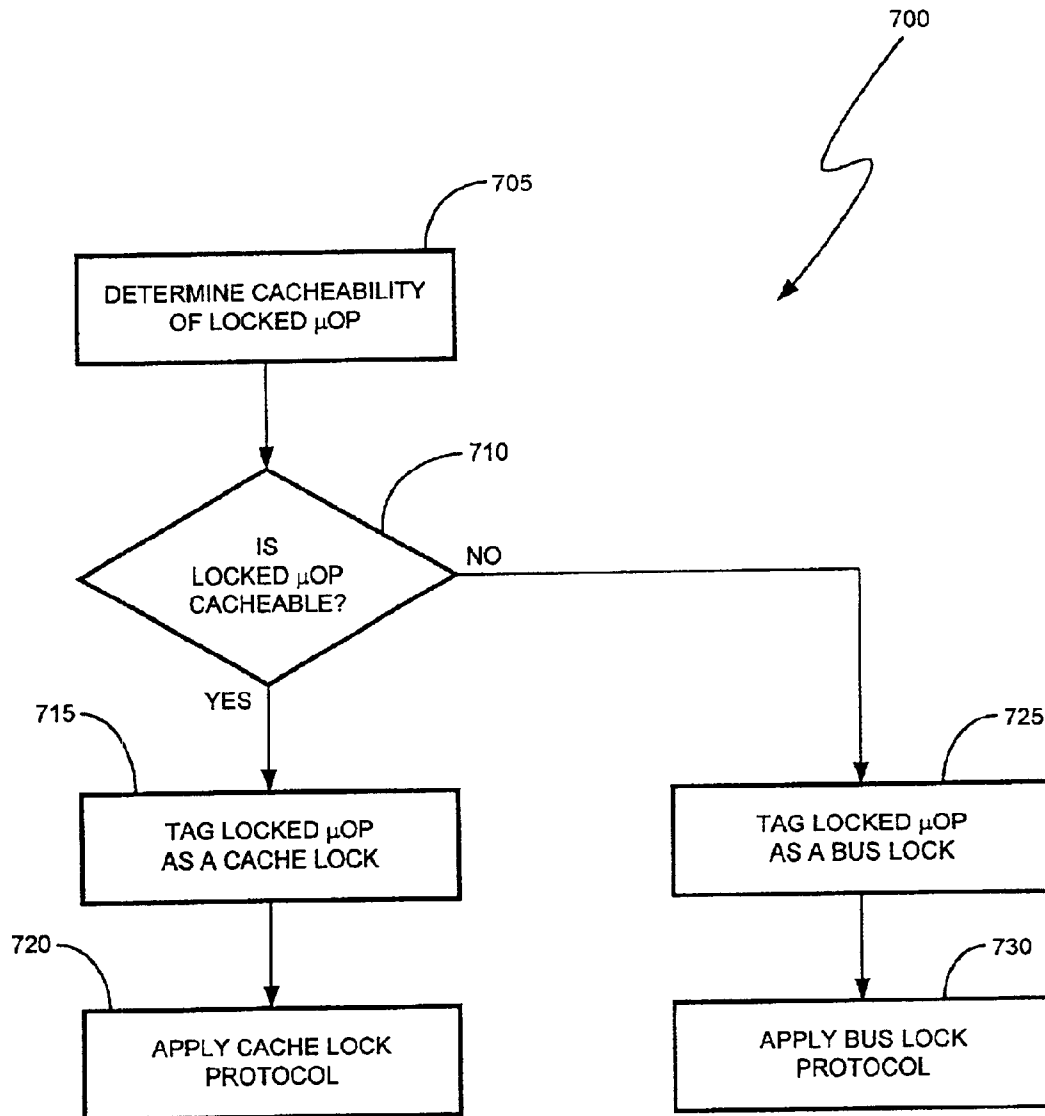 700
705
DETERMINE CACHEABILITY
OF LOCKED μOP
710
IS
LOCKED μOP
CACHEABLE?
NO
YES
715
TAG LOCKED μOP
AS A CACHE LOCK
725
TAG LOCKED μOP
AS A BUS LOCK
720
APPLY CACHE LOCK
PROTOCOL
730
APPLY BUS LOCK
PROTOCOL